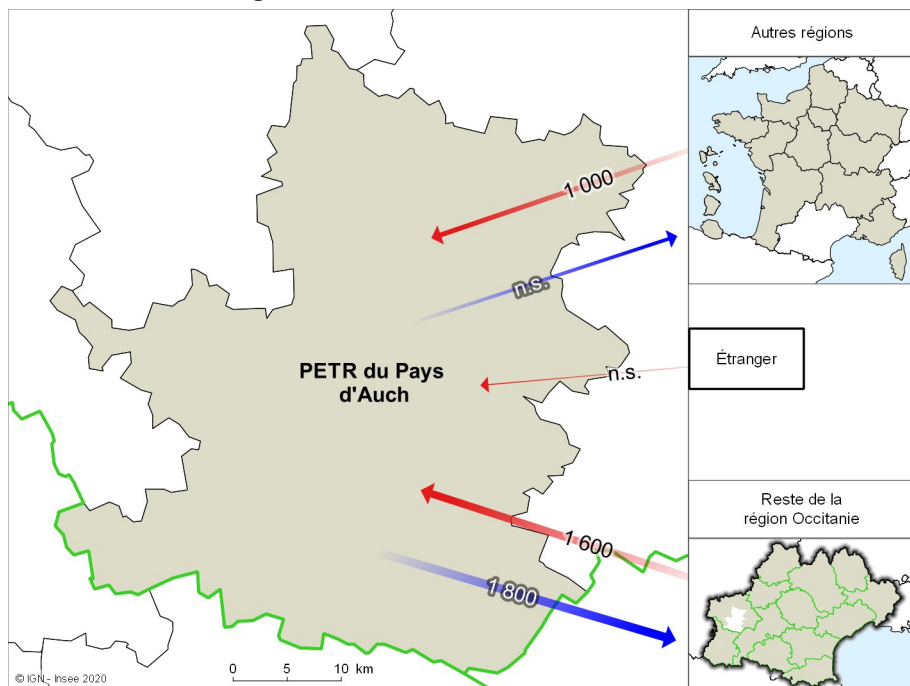 Autres régions
1 000
n.s.
PETR du Pays
d'Auch
n.s.
Étranger
Reste de la
région Occitanie
1 600
1 800
0 5 10 km
© IGN - Insee 2020